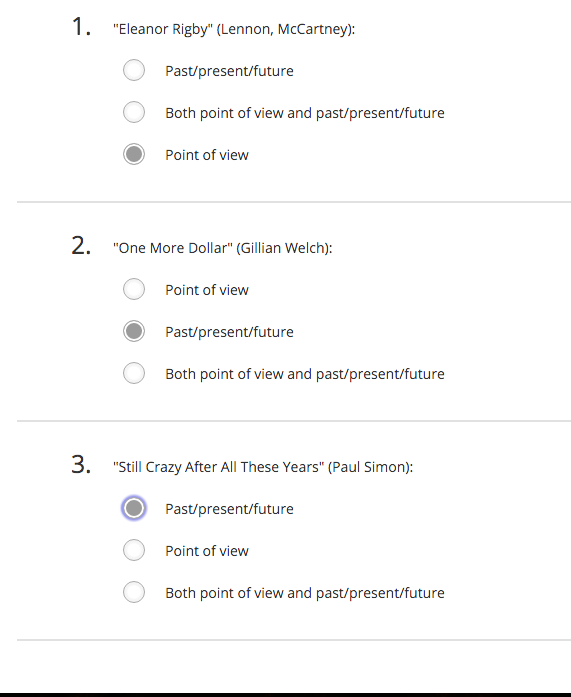 1. "Eleanor Rigby" (Lennon, McCartney):
Past/present/future
Both point of view and past/present/future
Point of view
2. "One More Dollar" (Gillian Welch):
Point of view
Past/present/future
Both point of view and past/present/future
3. "Still Crazy After All These Years" (Paul Simon):
Past/present/future
Point of view
Both point of view and past/present/future